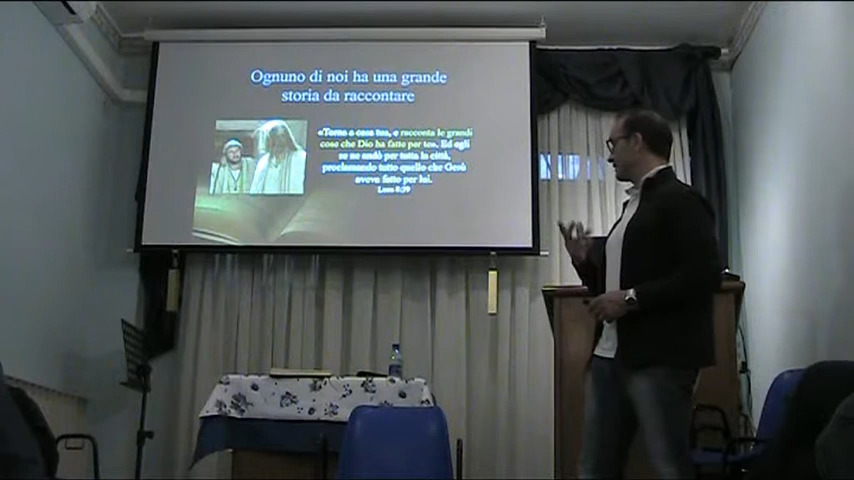 Ognuno di noi ha una grande
storia da raccontare
«Torna a casa tua, e racconta le grandi
cose che Dio ha fatte per te». Ed egli
se ne andò per tutta la città,
proclamando tutto quello che Gesù
aveva fatto per lui.
Luca 8:39